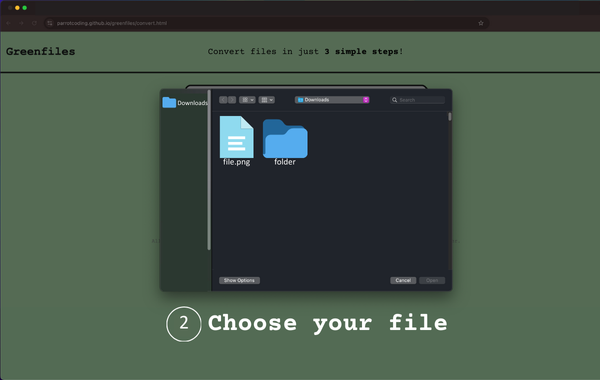 parrotcading.github.io/greenfiles/convert.html
Greenfiles
Convert files in just 3 simple steps!
Downloads
Downloads
Search
file.png
folder
Show Options
Cancel
Open
2 Choose your file